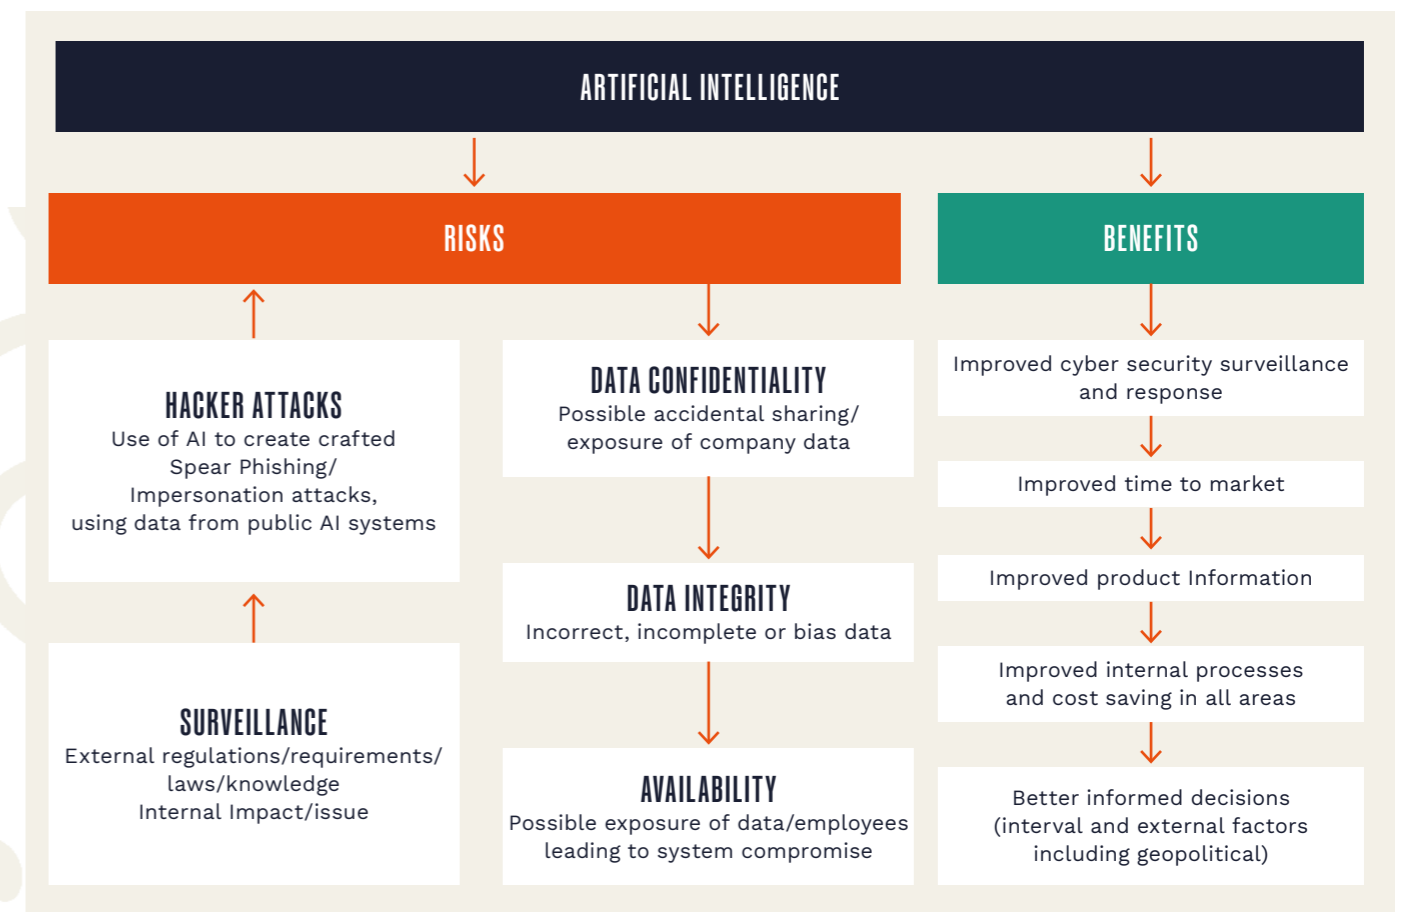 ARTIFICIAL INTELLIGENCE
RISKS
BENEFITS
HACKER ATTACKS
Use of AI to create crafted
Spear Phishing/
Impersonation attacks,
using data from public AI systems
SURVEILLANCE
External regulations/requirements/
laws/knowledge
Internal Impact/issue
DATA CONFIDENTIALITY
Possible accidental sharing/
exposure of company data
DATA INTEGRITY
Incorrect, incomplete or bias data
AVAILABILITY
Possible exposure of data/employees
leading to system compromise
Improved cyber security surveillance
and response
Improved time to market
Improved product Information
Improved internal processes
and cost saving in all areas
Better informed decisions
(interval and external factors
including geopolitical)